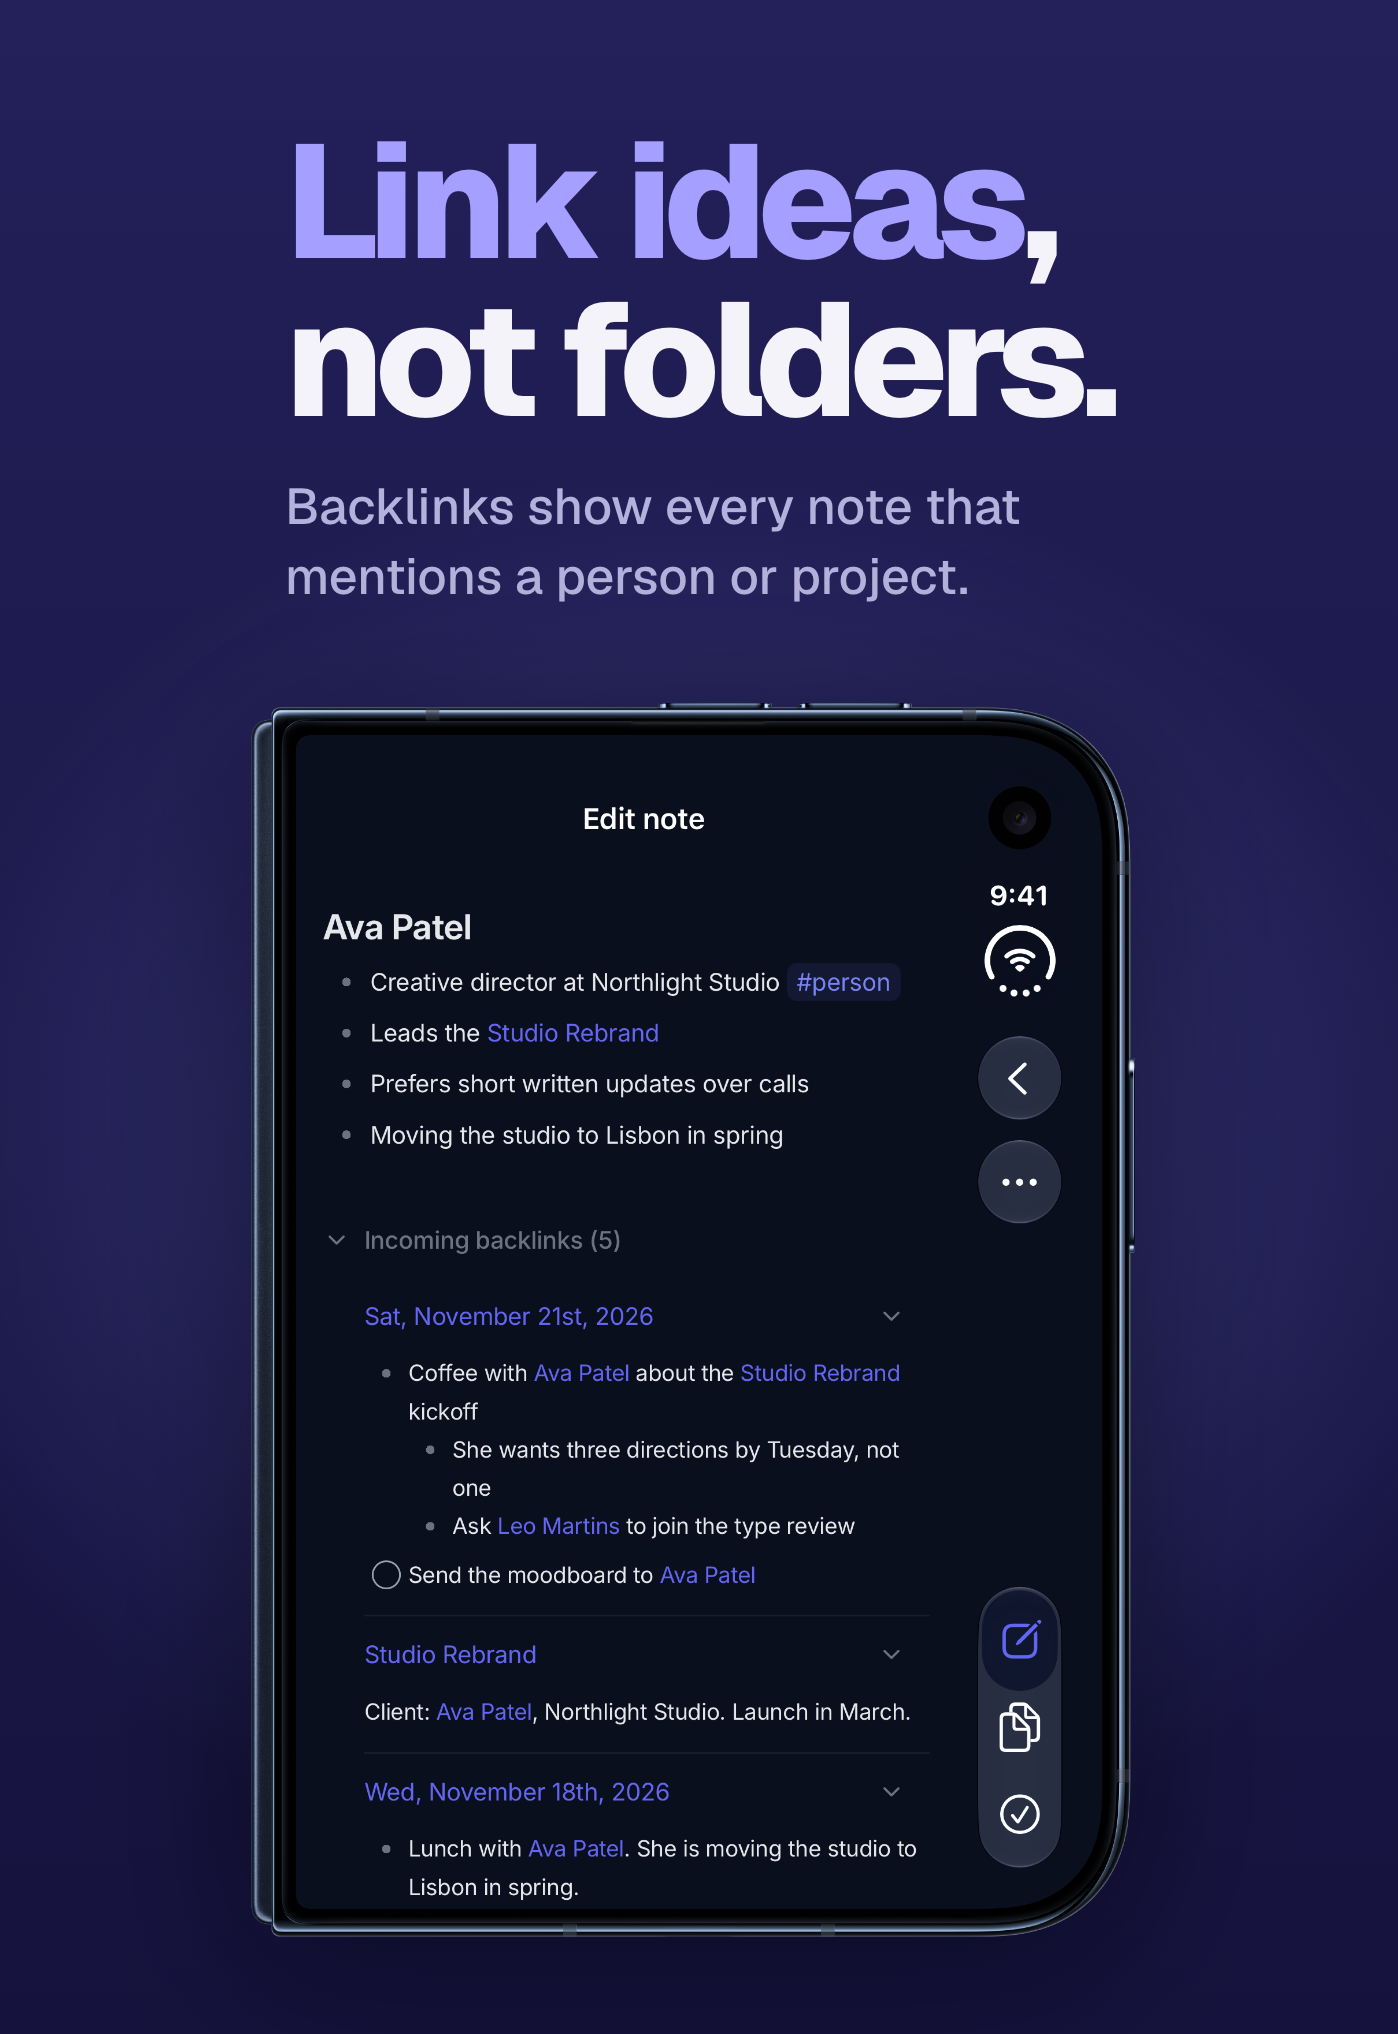 Link ideas,
not folders.
Backlinks show every note that
mentions a person or project.
Edit note
9:41
Ava Patel
Creative director at Northlight Studio #person
Leads the Studio Rebrand
Prefers short written updates over calls
Moving the studio to Lisbon in spring
Incoming backlinks (5)
Sat, November 21st, 2026
Coffee with Ava Patel about the Studio Rebrand
kickoff
She wants three directions by Tuesday, not
one
Ask Leo Martins to join the type review
Send the moodboard to Ava Patel
Studio Rebrand
Client: Ava Patel, Northlight Studio. Launch in March.
Wed, November 18th, 2026
Lunch with Ava Patel. She is moving the studio to
Lisbon in spring.